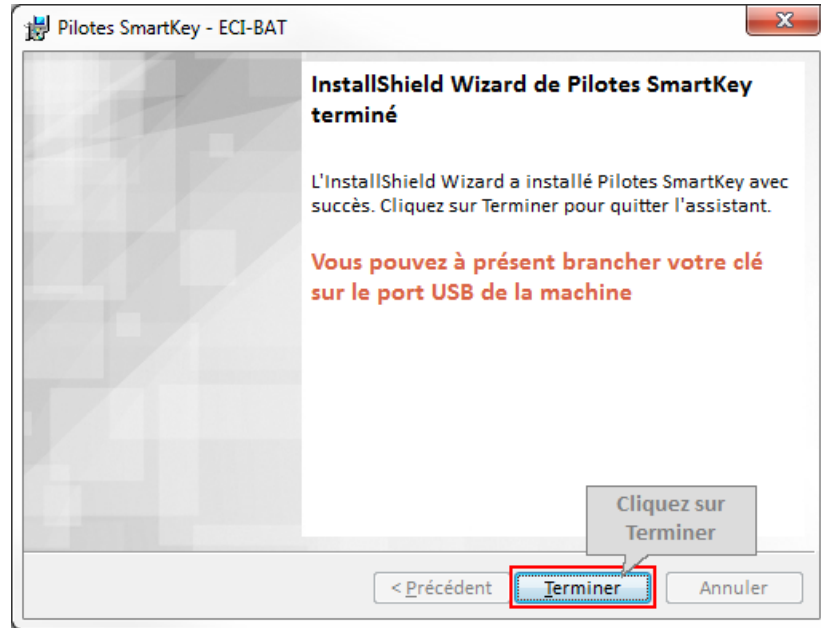 Pilotes SmartKey - ECI-BAT
InstallShield Wizard de Pilotes SmartKey
terminé
L'InstallShield Wizard a installé Pilotes SmartKey avec
succès. Cliquez sur Terminer pour quitter l'assistant.
Vous pouvez à présent brancher votre clé
sur le port USB de la machine
Cliquez sur
Terminer
< Précédent Terminer Annuler